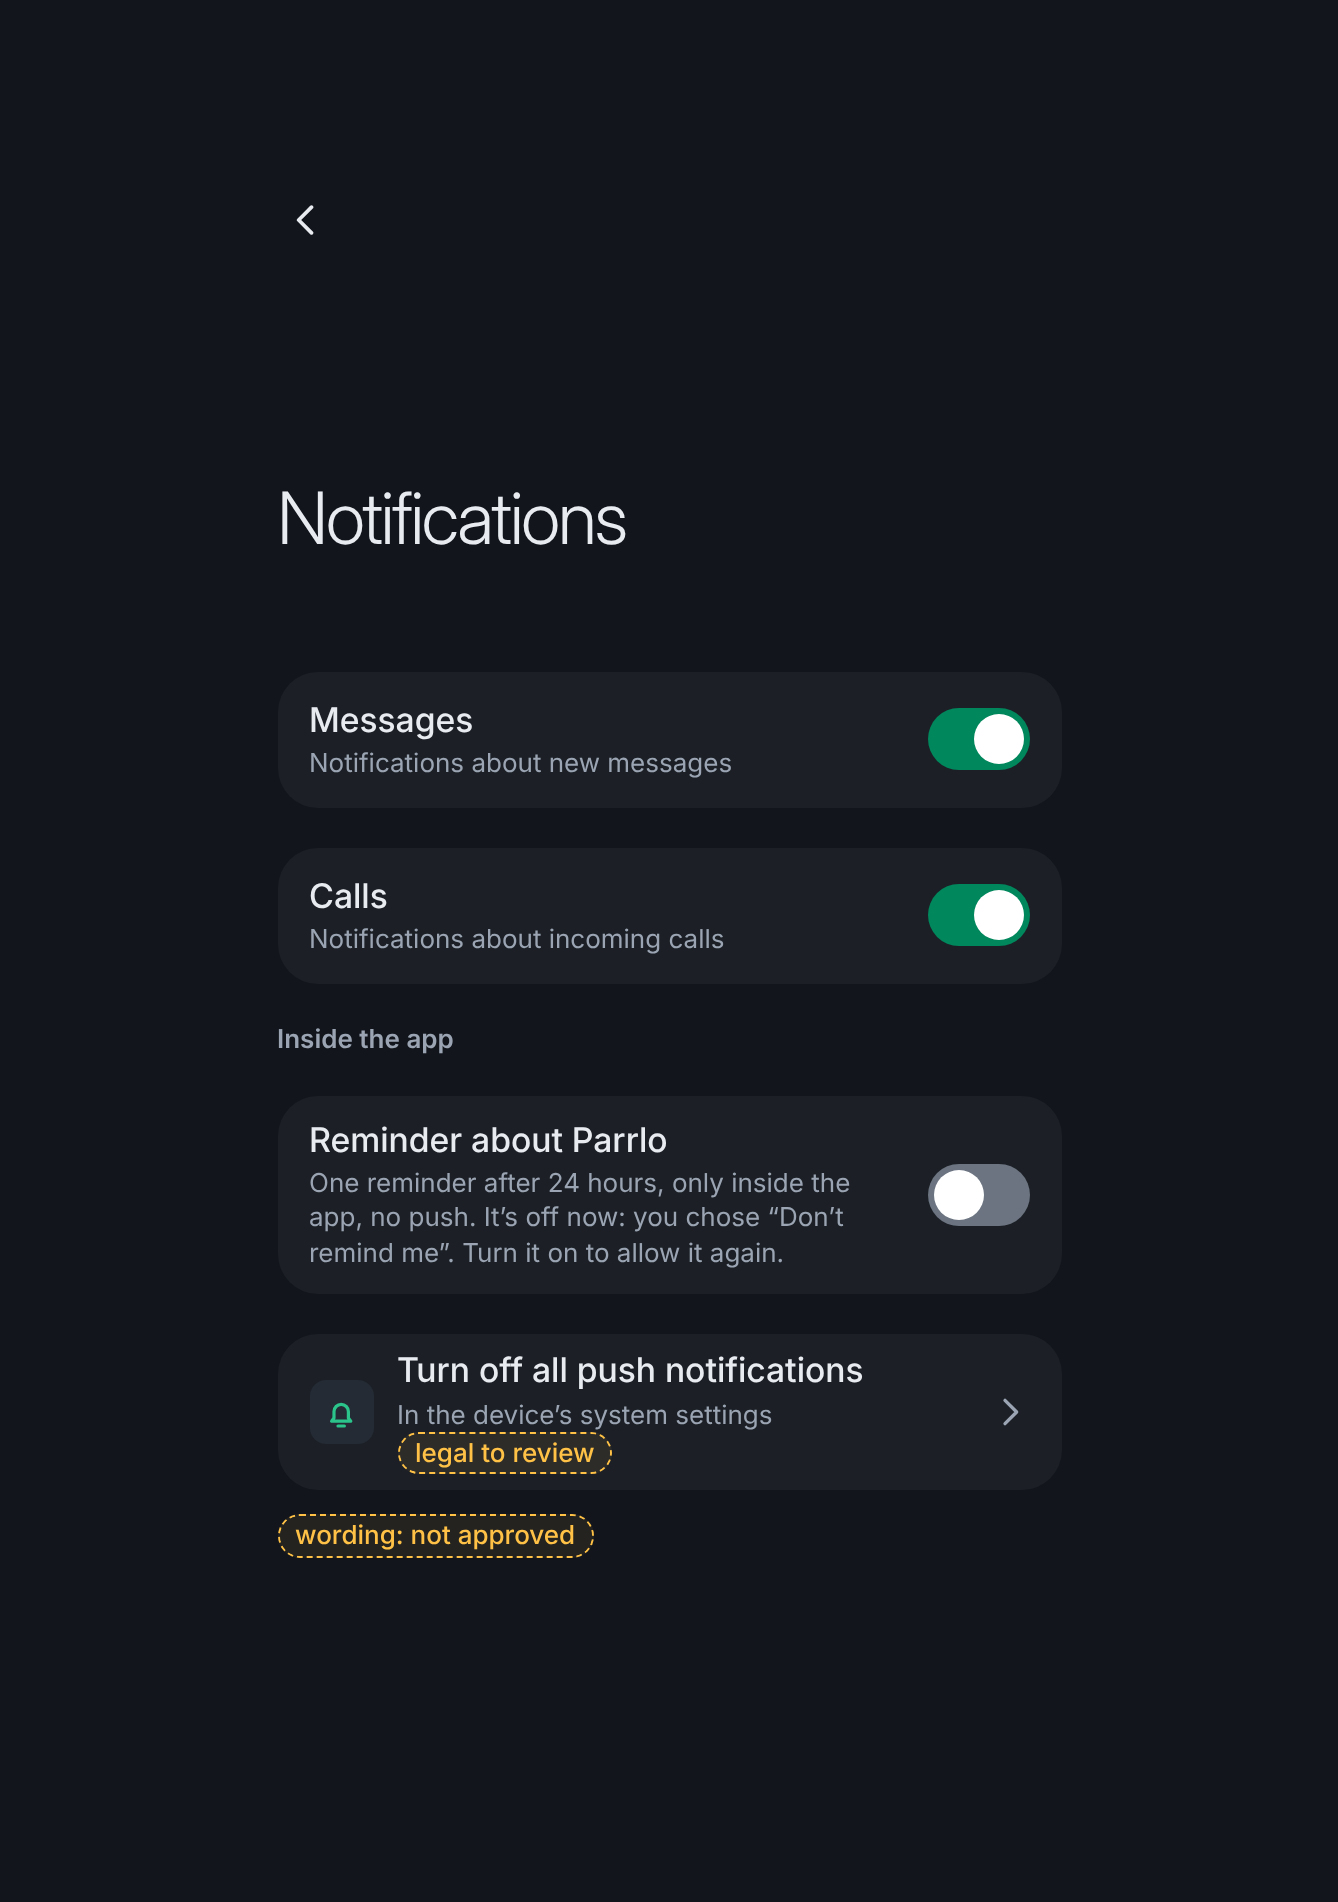 Notifications
Messages
Notifications about new messages
Calls
Notifications about incoming calls
Inside the app
Reminder about Parrlo
One reminder after 24 hours, only inside the
app, no push. It’s off now: you chose “Don’t
remind me”. Turn it on to allow it again.
Turn off all push notifications
In the device’s system settings
legal to review
wording: not approved